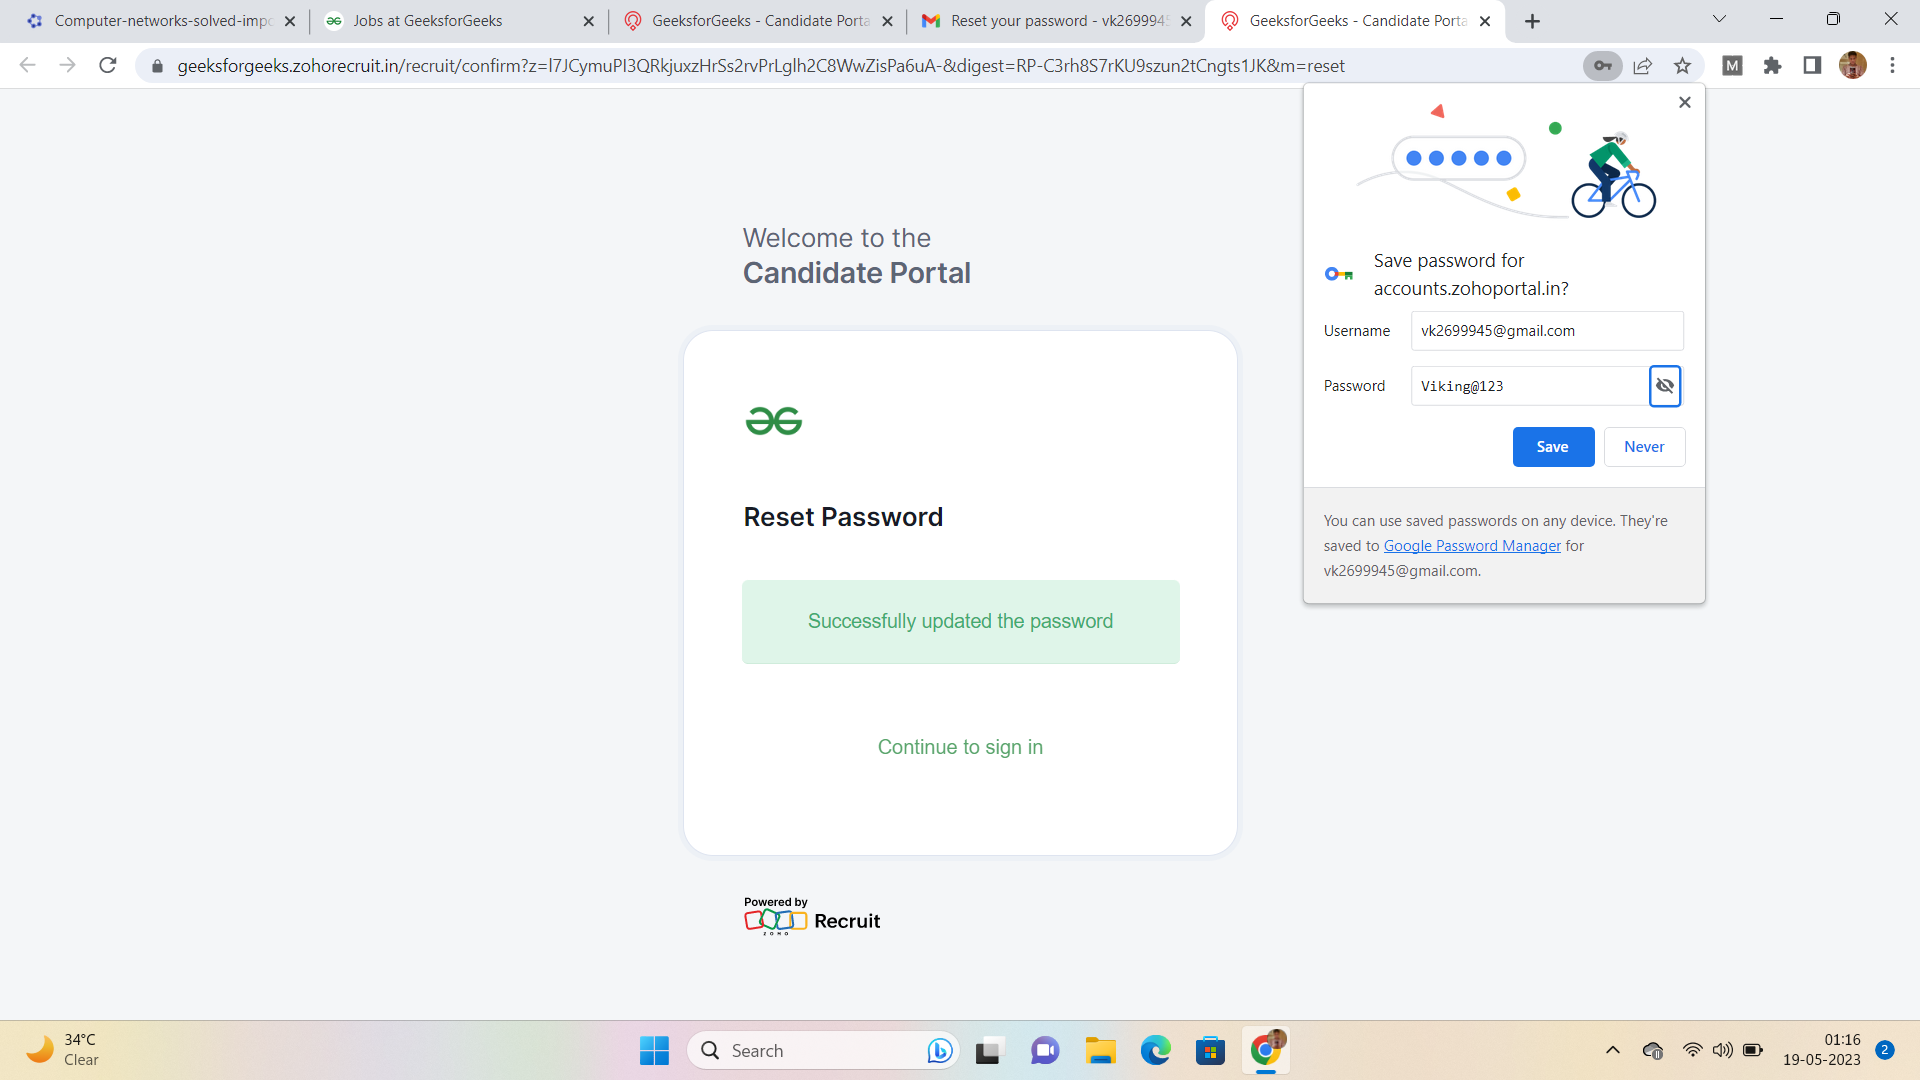 Computer-networks-solved-impo
Jobs at GeeksforGeeks
GeeksforGeeks - Candidate Porta
Reset your password - vk2699945
GeeksforGeeks - Candidate Porta
geeksforgeeks.zohorecruit.in/recruit/confirm?z=l7JCymuPI3QRkjuxzHrSs2rvPrLglh2C8WwZisPa6uA-&digest=RP-C3rh8S7rKU9szun2tCngts1JK&m=reset
M
Welcome to the
Candidate Portal
Reset Password
Successfully updated the password
Continue to sign in
Powered by
ZOHO
Recruit
Save password for
accounts.zohoportal.in?
Username
vk2699945@gmail.com
Password
Viking@123
Save
Never
You can use saved passwords on any device. They're
saved to Google Password Manager for
vk2699945@gmail.com.
34°C
Clear
Search
01:16
19-05-2023
2